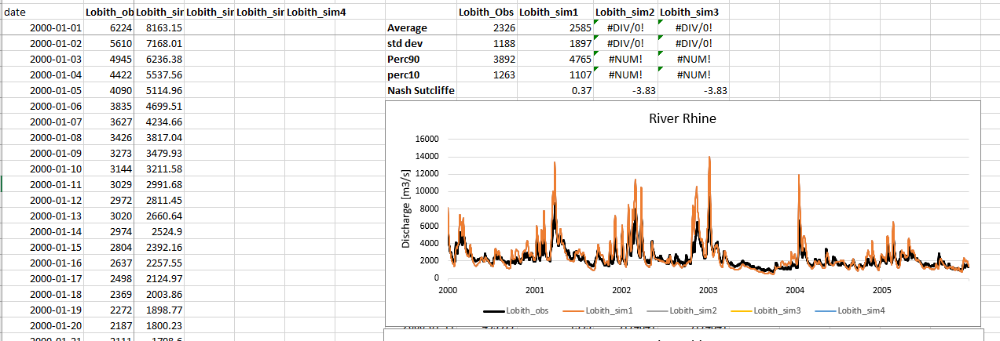 date Lobith_ob Lobith_sir Lobith_sir Lobith_sir Lobith_sim4 Lobith_Obs Lobith_sim1 Lobith_sim2 Lobith_sim3
2000-01-01 6224 8163.15 Average 2326 2585 #DIV/0! #DIV/0!
2000-01-02 5610 7168.01 std dev 1188 1897 #DIV/0! #DIV/0!
2000-01-03 4945 6236.38 Perc90 3892 4765 #NUM! #NUM!
2000-01-04 4422 5537.56 perc10 1263 1107 #NUM! #NUM!
2000-01-05 4090 5114.96 Nash Sutcliffe 0.37 -3.83 -3.83
2000-01-06 3835 4699.51
2000-01-07 3627 4234.66
2000-01-08 3426 3817.04
2000-01-09 3273 3479.93
2000-01-10 3144 3211.58
2000-01-11 3029 2991.68
2000-01-12 2972 2811.45
2000-01-13 3020 2660.64
2000-01-14 2974 2524.9
2000-01-15 2804 2392.16
2000-01-16 2637 2257.55
2000-01-17 2498 2124.97
2000-01-18 2369 2003.86
2000-01-19 2272 1898.77
2000-01-20 2187 1800.23
2000-01-21 2111 1708.6
River Rhine
Discharge [m3/s]
16000
14000
12000
10000
8000
6000
4000
2000
0
2000 2001 2002 2003 2004 2005
Lobith_obs Lobith_sim1 Lobith_sim2 Lobith_sim3 Lobith_sim4